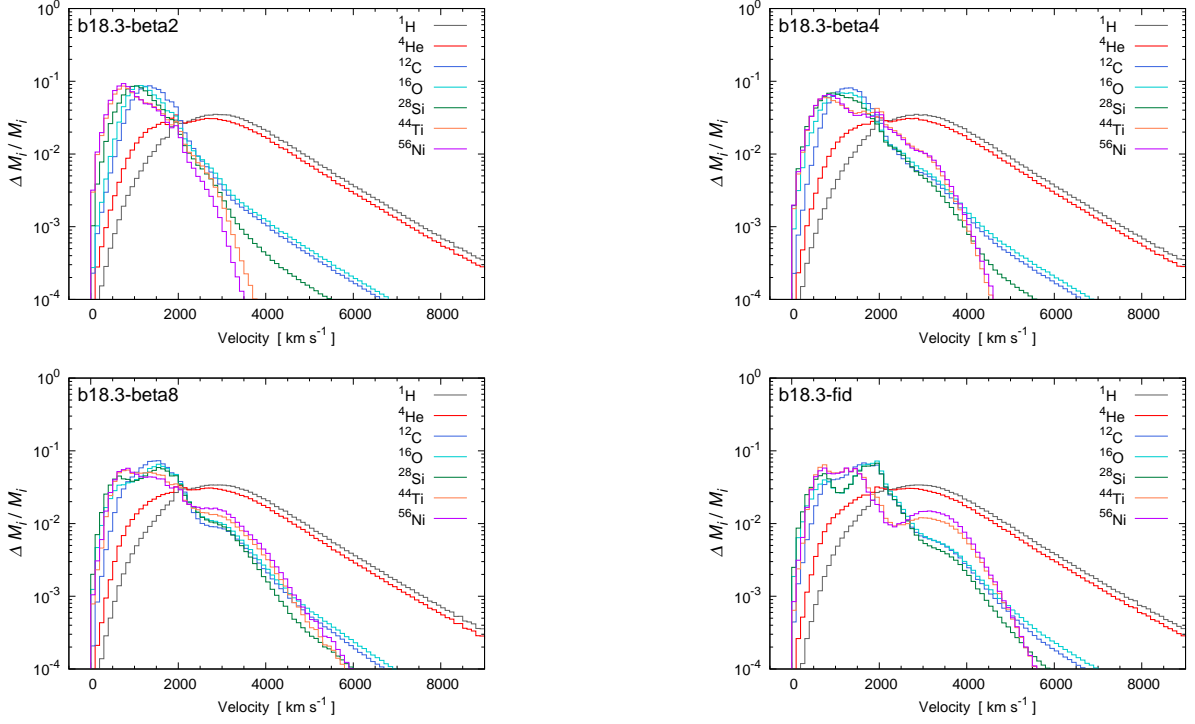 b18.3-beta2
¹H
⁴He
¹²C
¹⁶O
²⁸Si
⁴⁴Ti
⁵⁶Ni
10⁰
10⁻¹
10⁻²
10⁻³
10⁻⁴
Δ Mᵢ / Mᵢ
0 2000 4000 6000 8000
Velocity [ km s⁻¹ ]
b18.3-beta4
¹H
⁴He
¹²C
¹⁶O
²⁸Si
⁴⁴Ti
⁵⁶Ni
10⁰
10⁻¹
10⁻²
10⁻³
10⁻⁴
Δ Mᵢ / Mᵢ
0 2000 4000 6000 8000
Velocity [ km s⁻¹ ]
b18.3-beta8
¹H
⁴He
¹²C
¹⁶O
²⁸Si
⁴⁴Ti
⁵⁶Ni
10⁰
10⁻¹
10⁻²
10⁻³
10⁻⁴
Δ Mᵢ / Mᵢ
0 2000 4000 6000 8000
Velocity [ km s⁻¹ ]
b18.3-fid
¹H
⁴He
¹²C
¹⁶O
²⁸Si
⁴⁴Ti
⁵⁶Ni
10⁰
10⁻¹
10⁻²
10⁻³
10⁻⁴
Δ Mᵢ / Mᵢ
0 2000 4000 6000 8000
Velocity [ km s⁻¹ ]